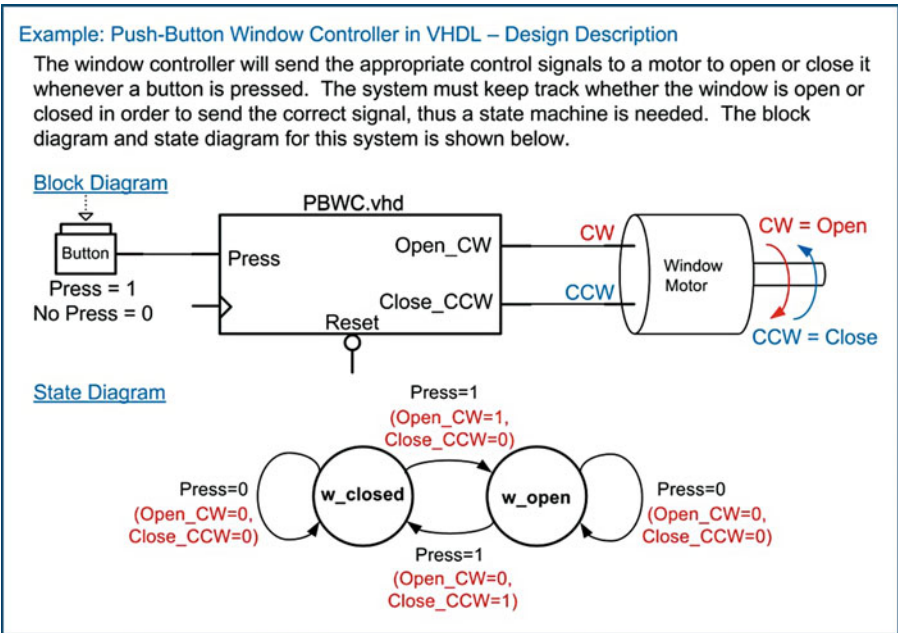 Example: Push-Button Window Controller in VHDL – Design Description
The window controller will send the appropriate control signals to a motor to open or close it
whenever a button is pressed.  The system must keep track whether the window is open or
closed in order to send the correct signal, thus a state machine is needed.  The block
diagram and state diagram for this system is shown below.
Block Diagram
PBWC.vhd
Button
Press = 1
No Press = 0
Press
Open_CW
Close_CCW
Reset
CW
CCW
Window
Motor
CW = Open
CCW = Close
State Diagram
Press=1
(Open_CW=1,
Close_CCW=0)
Press=0
(Open_CW=0,
Close_CCW=0)
w_closed
w_open
Press=0
(Open_CW=0,
Close_CCW=0)
Press=1
(Open_CW=0,
Close_CCW=1)